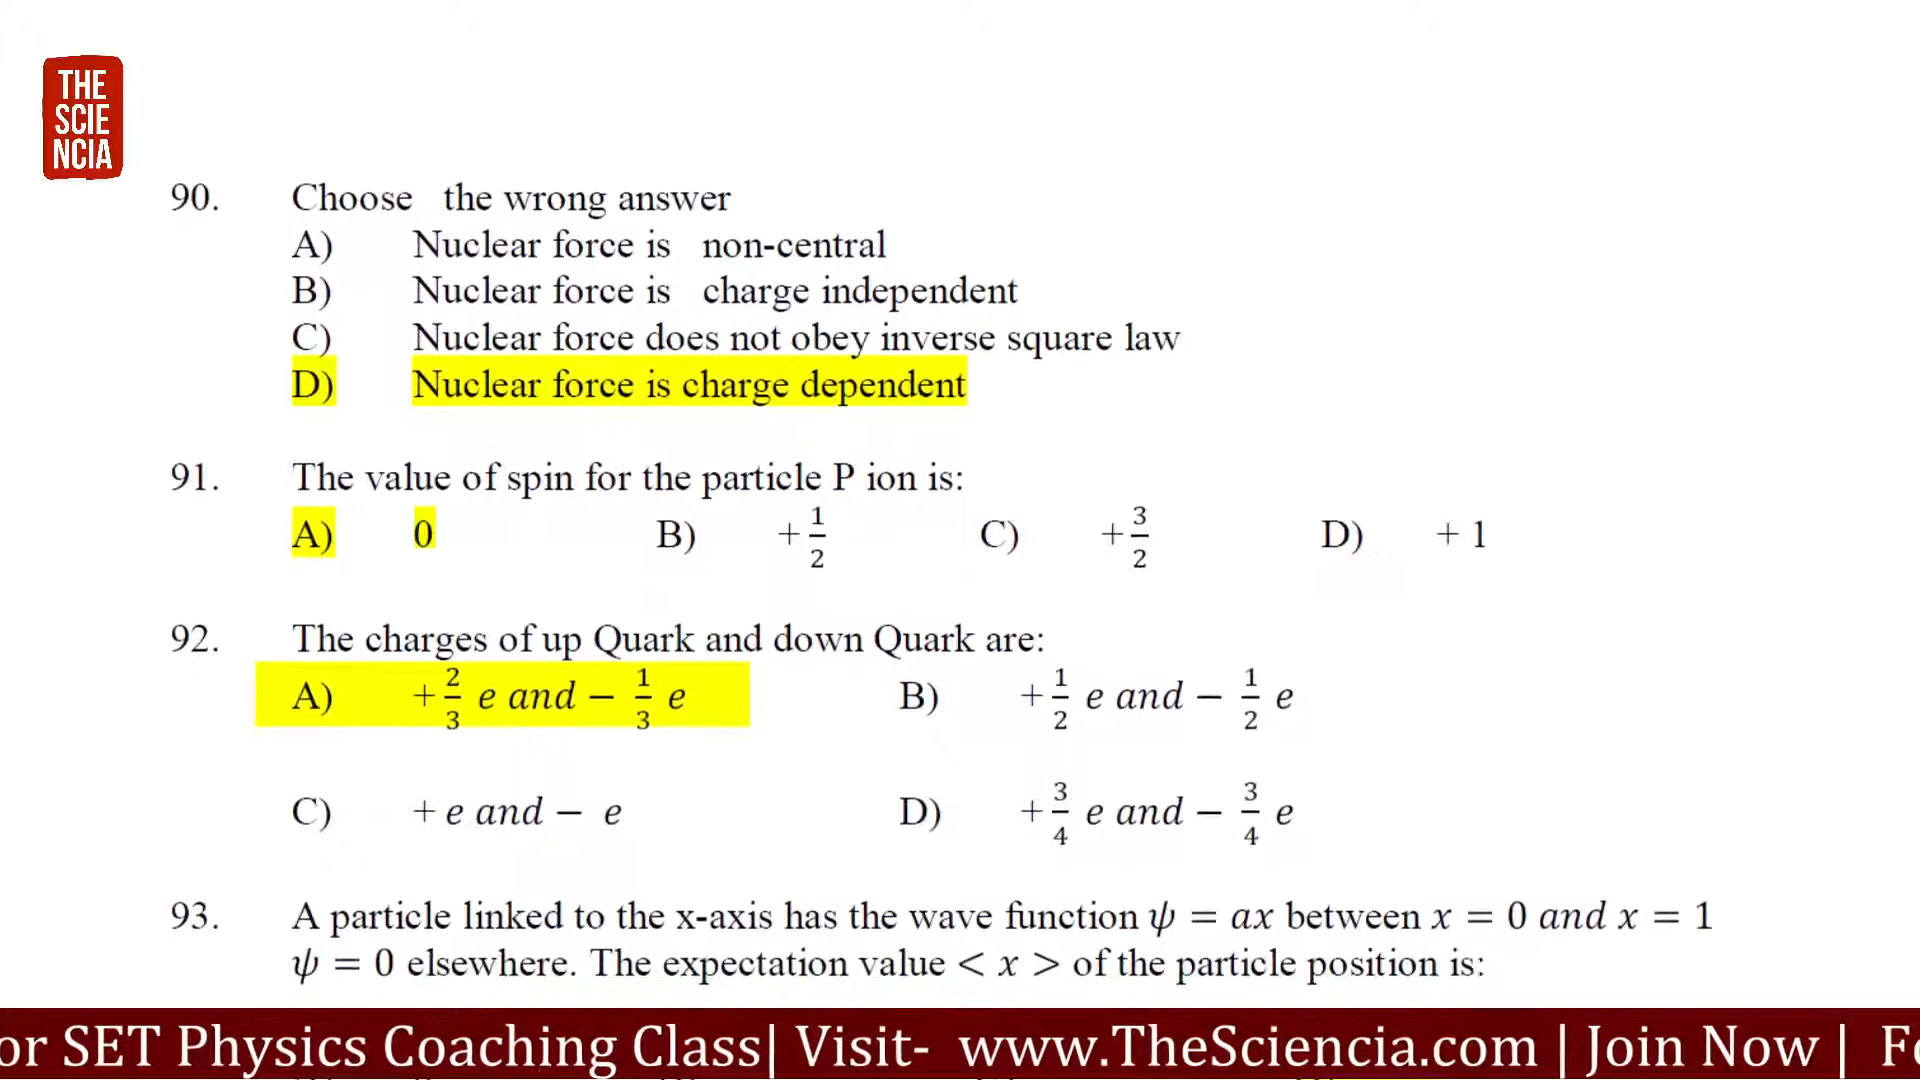 THE
SCIE
NCIA
90. Choose the wrong answer
A) Nuclear force is non-central
B) Nuclear force is charge independent
C) Nuclear force does not obey inverse square law
D) Nuclear force is charge dependent
91. The value of spin for the particle P ion is:
A) 0 B) +1/2 C) +3/2 D) + 1
92. The charges of up Quark and down Quark are:
A) +2/3 e and − 1/3 e B) +1/2 e and − 1/2 e
C) + e and − e D) +3/4 e and − 3/4 e
93. A particle linked to the x-axis has the wave function ψ = ax between x = 0 and x = 1
ψ = 0 elsewhere. The expectation value < x > of the particle position is:
or SET Physics Coaching Class| Visit- www.TheSciencia.com | Join Now | Fo